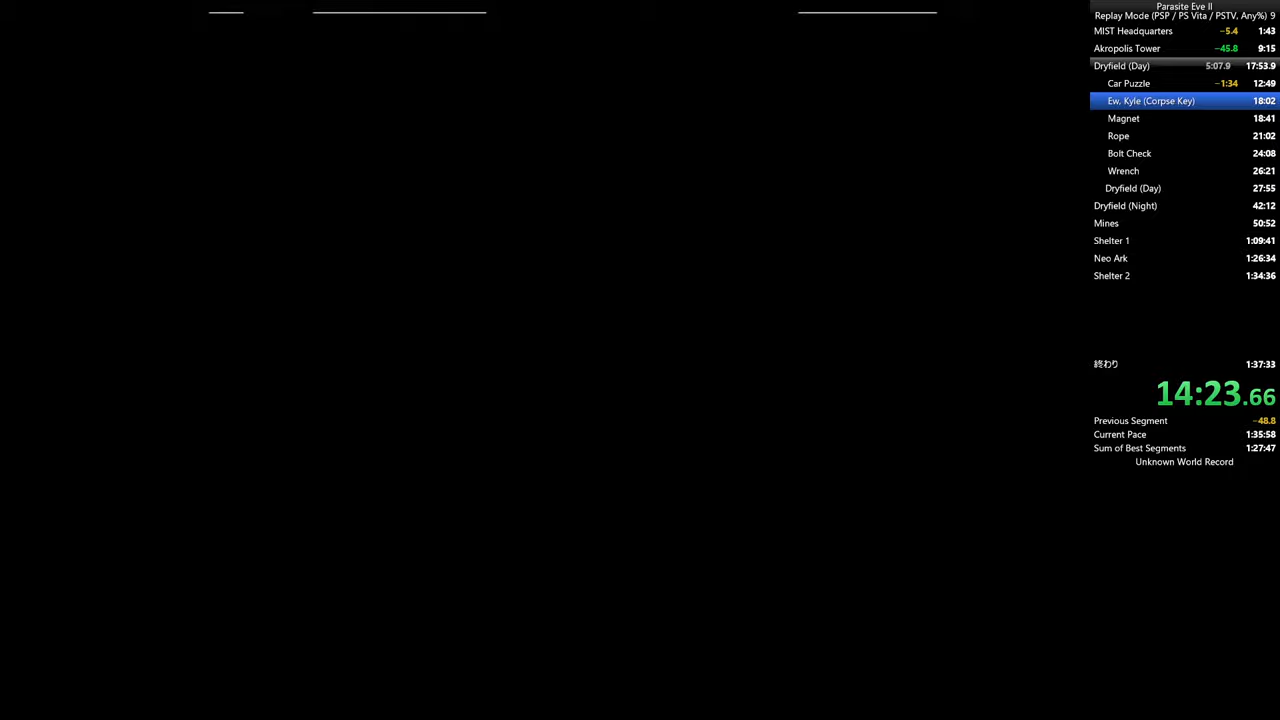 Parasite Eve II
Replay Mode (PSP / PS Vita / PSTV, Any%) 9
MIST Headquarters −5.4 1:43
Akropolis Tower −45.8 9:15
Dryfield (Day) 5:07.9 17:53.9
Car Puzzle −1:34 12:49
Ew, Kyle (Corpse Key) 18:02
Magnet 18:41
Rope 21:02
Bolt Check 24:08
Wrench 26:21
Dryfield (Day) 27:55
Dryfield (Night) 42:12
Mines 50:52
Shelter 1 1:09:41
Neo Ark 1:26:34
Shelter 2 1:34:36
終わり 1:37:33
14:23.66
Previous Segment −48.8
Current Pace 1:35:58
Sum of Best Segments 1:27:47
Unknown World Record